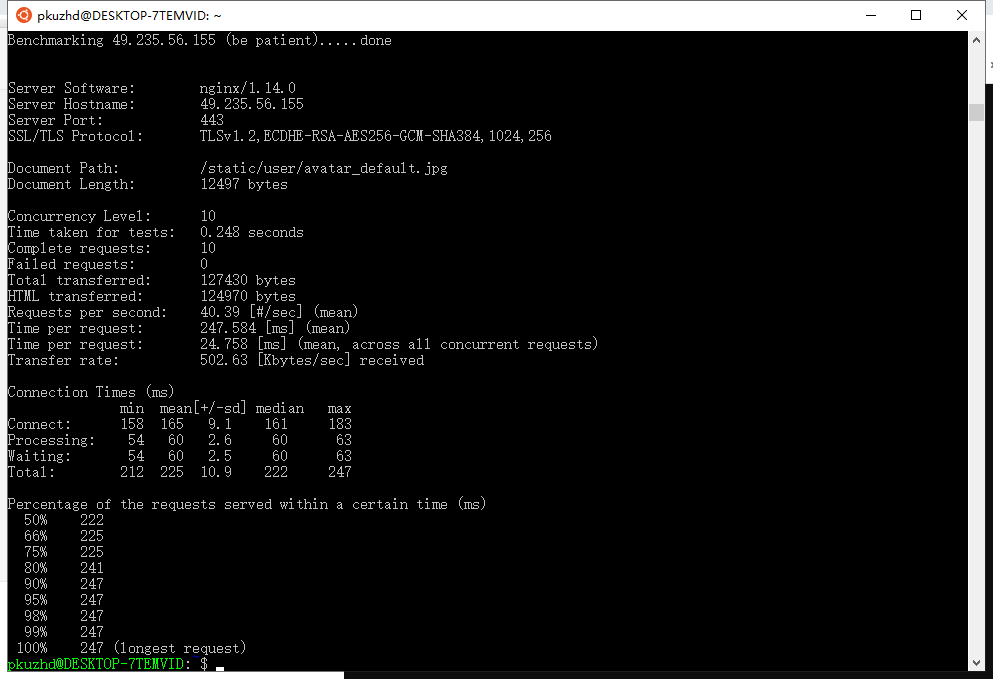 pkuzhd@DESKTOP-7TEMVID: ~
Benchmarking 49.235.56.155 (be patient).....done
Server Software:        nginx/1.14.0
Server Hostname:        49.235.56.155
Server Port:            443
SSL/TLS Protocol:       TLSv1.2,ECDHE-RSA-AES256-GCM-SHA384,1024,256
Document Path:          /static/user/avatar_default.jpg
Document Length:        12497 bytes
Concurrency Level:      10
Time taken for tests:   0.248 seconds
Complete requests:      10
Failed requests:        0
Total transferred:      127430 bytes
HTML transferred:       124970 bytes
Requests per second:    40.39 [#/sec] (mean)
Time per request:       247.584 [ms] (mean)
Time per request:       24.758 [ms] (mean, across all concurrent requests)
Transfer rate:          502.63 [Kbytes/sec] received
Connection Times (ms)
              min  mean[+/-sd] median   max
Connect:      158  165   9.1    161     183
Processing:    54   60   2.6     60      63
Waiting:       54   60   2.5     60      63
Total:        212  225  10.9    222     247
Percentage of the requests served within a certain time (ms)
  50%    222
  66%    225
  75%    225
  80%    241
  90%    247
  95%    247
  98%    247
  99%    247
 100%    247 (longest request)
pkuzhd@DESKTOP-7TEMVID:~$